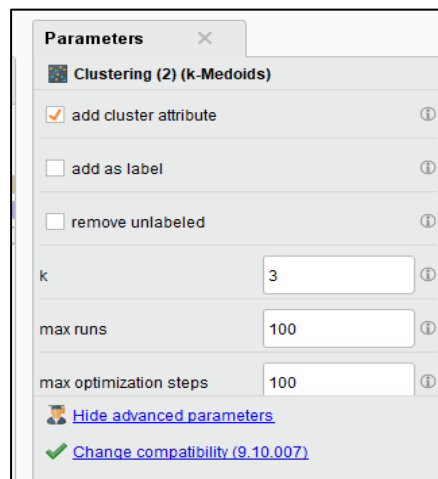 Parameters
Clustering (2) (k-Medoids)
add cluster attribute
add as label
remove unlabeled
k 3
max runs 100
max optimization steps 100
Hide advanced parameters
Change compatibility (9.10.007)